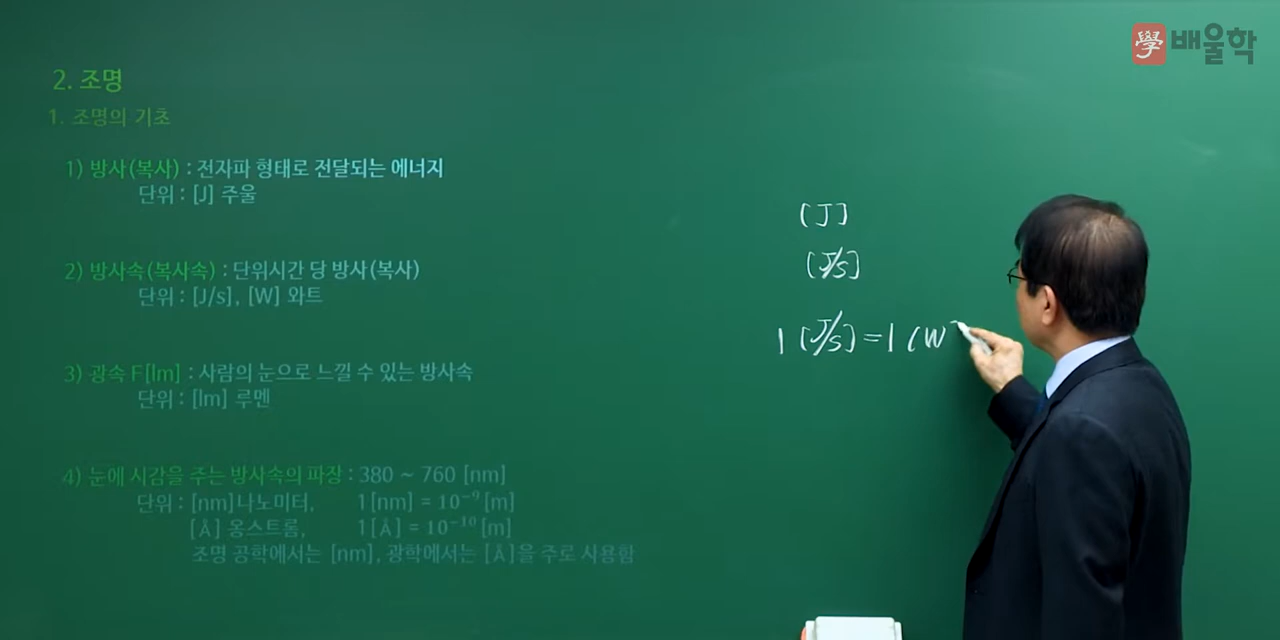 學 배울학
2. 조명
1. 조명의 기초
1) 방사(복사) : 전자파 형태로 전달되는 에너지
단위 : [J] 주울
2) 방사속(복사속) : 단위시간 당 방사(복사)
단위 : [J/s], [W] 와트
3) 광속 F[lm] : 사람의 눈으로 느낄 수 있는 방사속
단위 : [lm] 루멘
4) 눈에 시감을 주는 방사속의 파장 : 380 ~ 760 [nm]
단위 : [nm]나노미터, 1[nm] = 10⁻⁹[m]
[Å] 옹스트롬, 1[Å] = 10⁻¹⁰[m]
조명 공학에서는 [nm], 광학에서는 [Å]을 주로 사용함
[J]
[J/s]
1 [J/s] = 1 [W